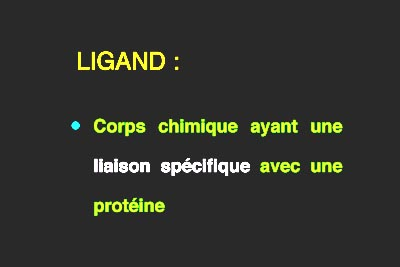 LIGAND :
Corps chimique ayant une
liaison spécifique avec une
protéine